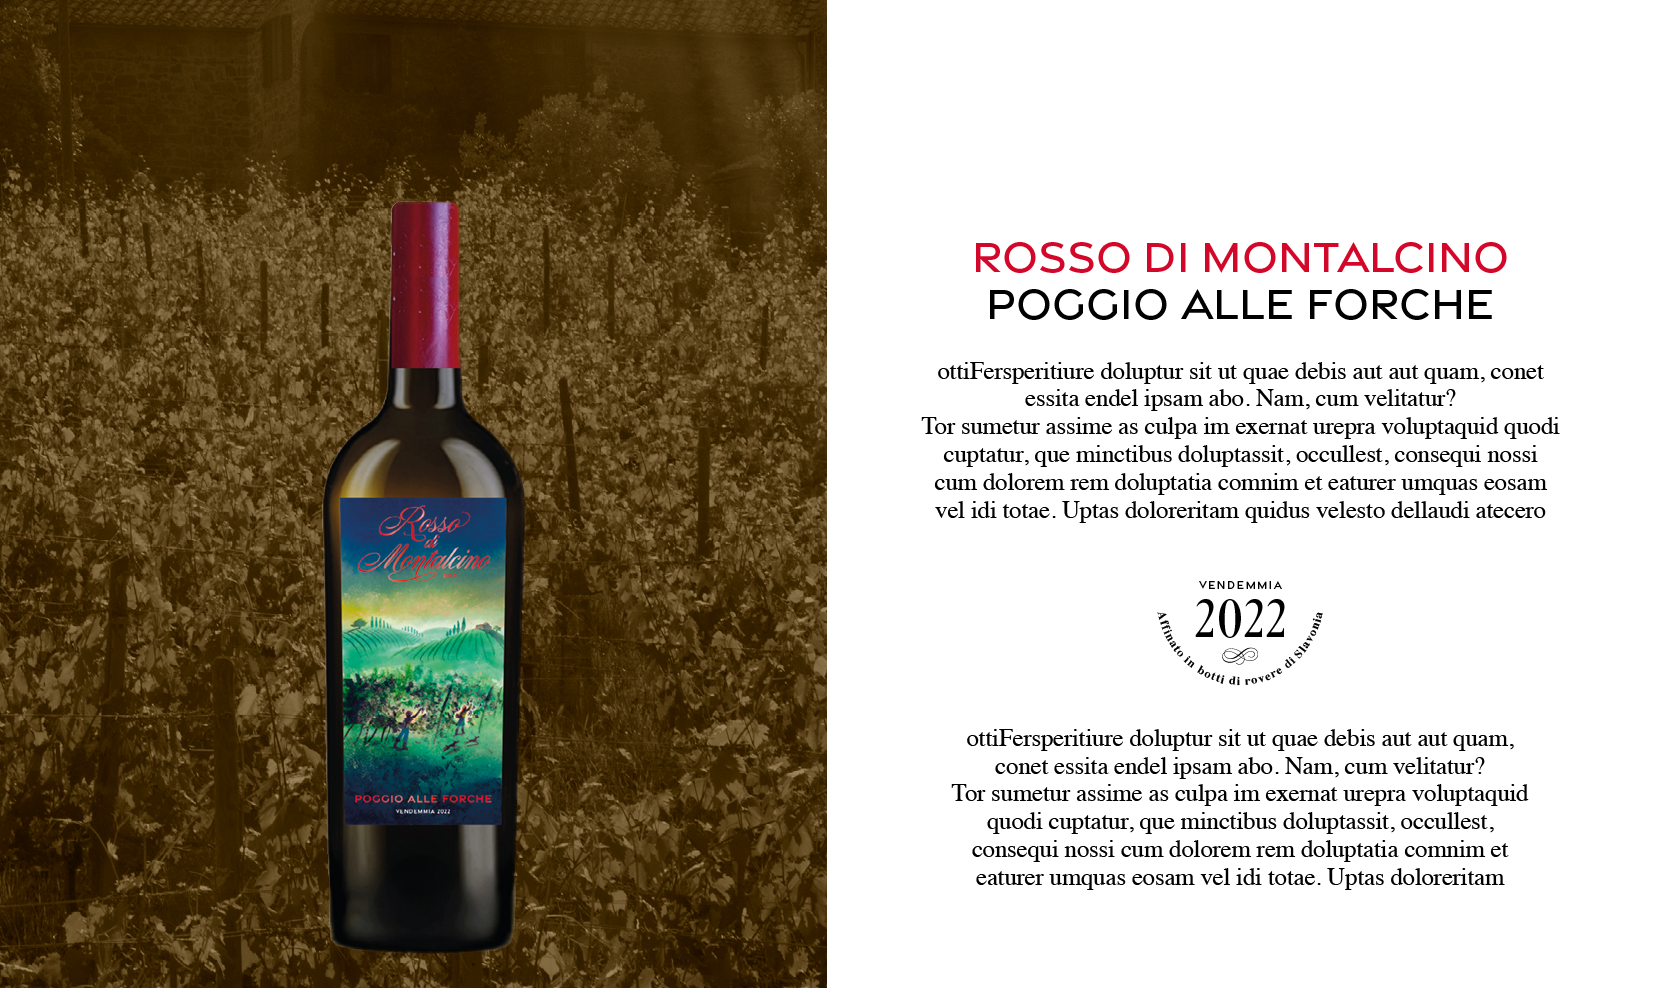 Rosso
di
Montalcino
POGGIO ALLE FORCHE
VENDEMMIA 2022
ROSSO DI MONTALCINO
POGGIO ALLE FORCHE
ottiFersperitiure doluptur sit ut quae debis aut aut quam, conet
essita endel ipsam abo. Nam, cum velitatur?
Tor sumetur assime as culpa im exernat urepra voluptaquid quodi
cuptatur, que minctibus doluptassit, occullest, consequi nossi
cum dolorem rem doluptatia comnim et eaturer umquas eosam
vel idi totae. Uptas doloreritam quidus velesto dellaudi atecero
VENDEMMIA
2022
Affinato in botti di rovere di Slavonia
ottiFersperitiure doluptur sit ut quae debis aut aut quam,
conet essita endel ipsam abo. Nam, cum velitatur?
Tor sumetur assime as culpa im exernat urepra voluptaquid
quodi cuptatur, que minctibus doluptassit, occullest,
consequi nossi cum dolorem rem doluptatia comnim et
eaturer umquas eosam vel idi totae. Uptas doloreritam